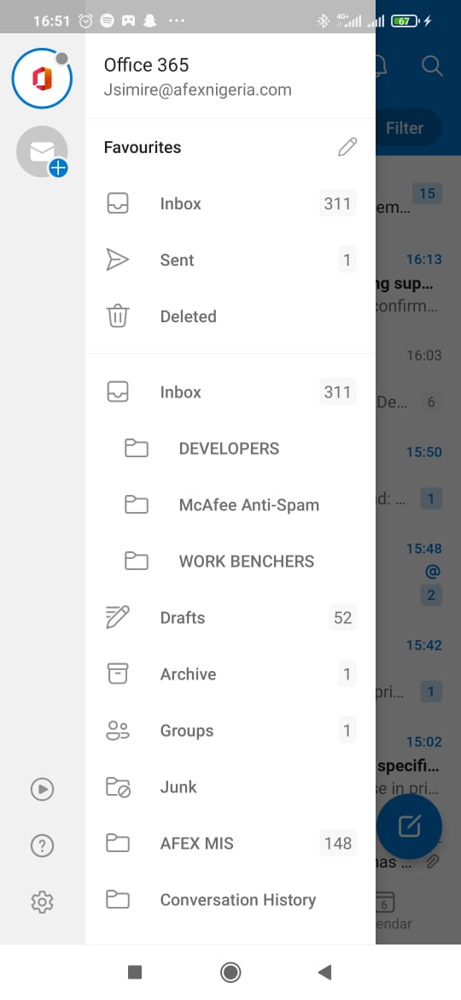 16:51
4G+
67
Office 365
Jsimire@afexnigeria.com
Favourites
Inbox 311
Sent 1
Deleted
Inbox 311
DEVELOPERS
McAfee Anti-Spam
WORK BENCHERS
Drafts 52
Archive 1
Groups 1
Junk
AFEX MIS 148
Conversation History
Filter
15
em...
16:13
ng sup...
confirm...
16:03
De... 6
15:50
d: ... 1
15:48
@
2
15:42
pri... 1
15:02
specifi...
ce in pri...
nas ...
6
endar